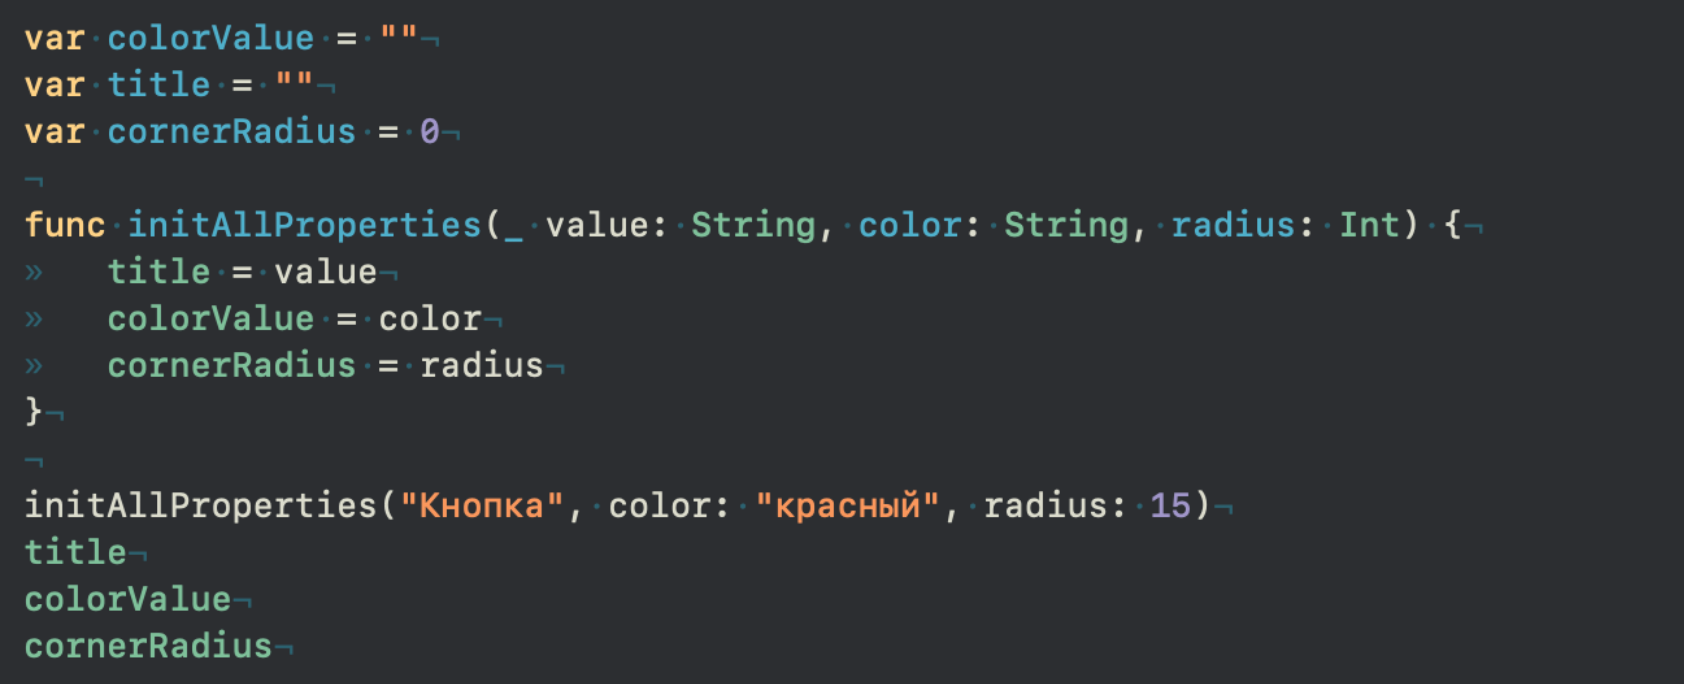 var colorValue = ""
var title = ""
var cornerRadius = 0

func initAllProperties(_ value: String, color: String, radius: Int) {
    title = value
    colorValue = color
    cornerRadius = radius
}

initAllProperties("Кнопка", color: "красный", radius: 15)
title
colorValue
cornerRadius